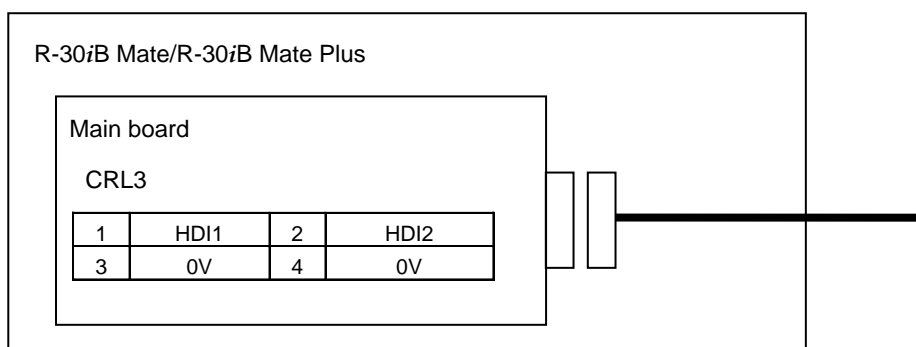 R-30iB Mate/R-30iB Mate Plus
Main board
CRL3
1 HDI1 2 HDI2
3 0V 4 0V